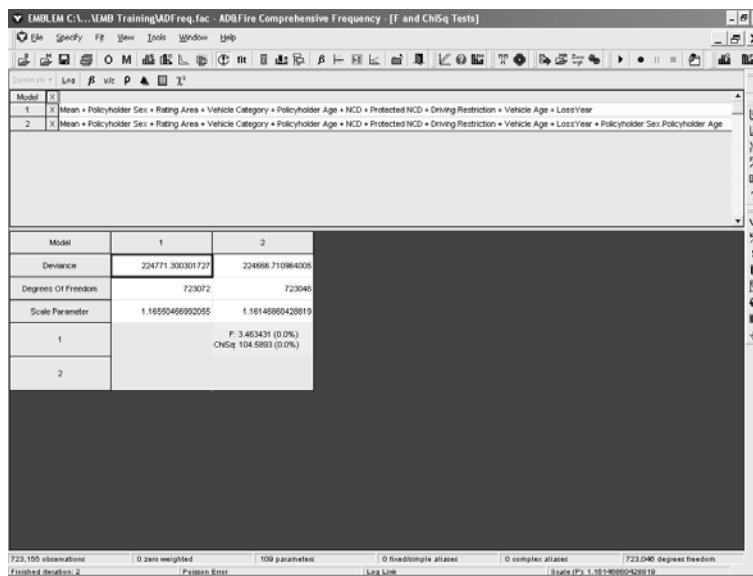 EMBLEM C:\...\EMB Training\ADFreq.fac - AD&Fire Comprehensive Frequency - [F and ChiSq Tests]
File Specify Fit View Tools Window Help
Decimals Log β v/c P χ²
Model X
1 X Mean + Policyholder Sex + Rating Area + Vehicle Category + Policyholder Age + NCD + Protected NCD + Driving Restriction + Vehicle Age + LossYear
2 X Mean + Policyholder Sex + Rating Area + Vehicle Category + Policyholder Age + NCD + Protected NCD + Driving Restriction + Vehicle Age + LossYear + Policyholder Sex.Policyholder Age
Model 1 2
Deviance 224771.300301727 224666.710964005
Degrees Of Freedom 723072 723046
Scale Parameter 1.16550466992055 1.16146860428819
1 F: 3.463431 (0.0%)
ChiSq: 104.5893 (0.0%)
2
723,155 observations 0 zero weighted 109 parameters 0 fixed/simple aliases 0 complex aliases 723,046 degrees freedom
Finished iteration: 2 Poisson Error Log Link Scale (P): 1.16146860428819